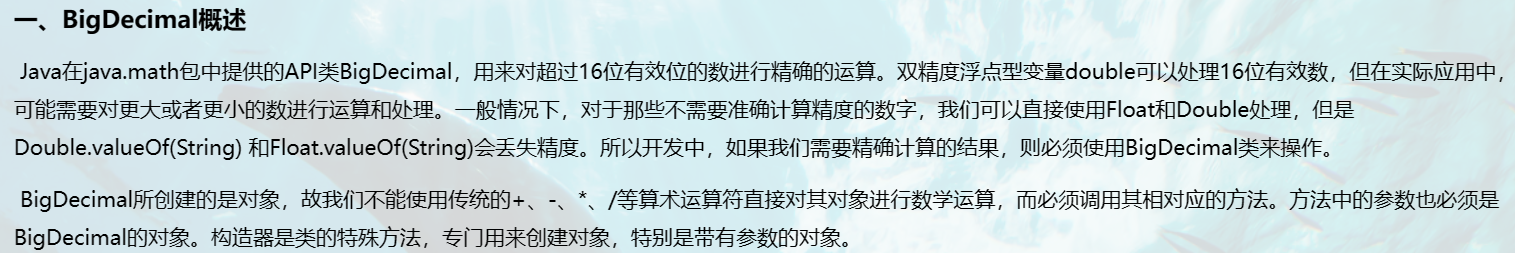 一、BigDecimal概述
Java在java.math包中提供的API类BigDecimal，用来对超过16位有效位的数进行精确的运算。双精度浮点型变量double可以处理16位有效数，但在实际应用中，
可能需要对更大或者更小的数进行运算和处理。一般情况下，对于那些不需要准确计算精度的数字，我们可以直接使用Float和Double处理，但是
Double.valueOf(String) 和Float.valueOf(String)会丢失精度。所以开发中，如果我们需要精确计算的结果，则必须使用BigDecimal类来操作。
BigDecimal所创建的是对象，故我们不能使用传统的+、-、*、/等算术运算符直接对其对象进行数学运算，而必须调用其相对应的方法。方法中的参数也必须是
BigDecimal的对象。构造器是类的特殊方法，专门用来创建对象，特别是带有参数的对象。